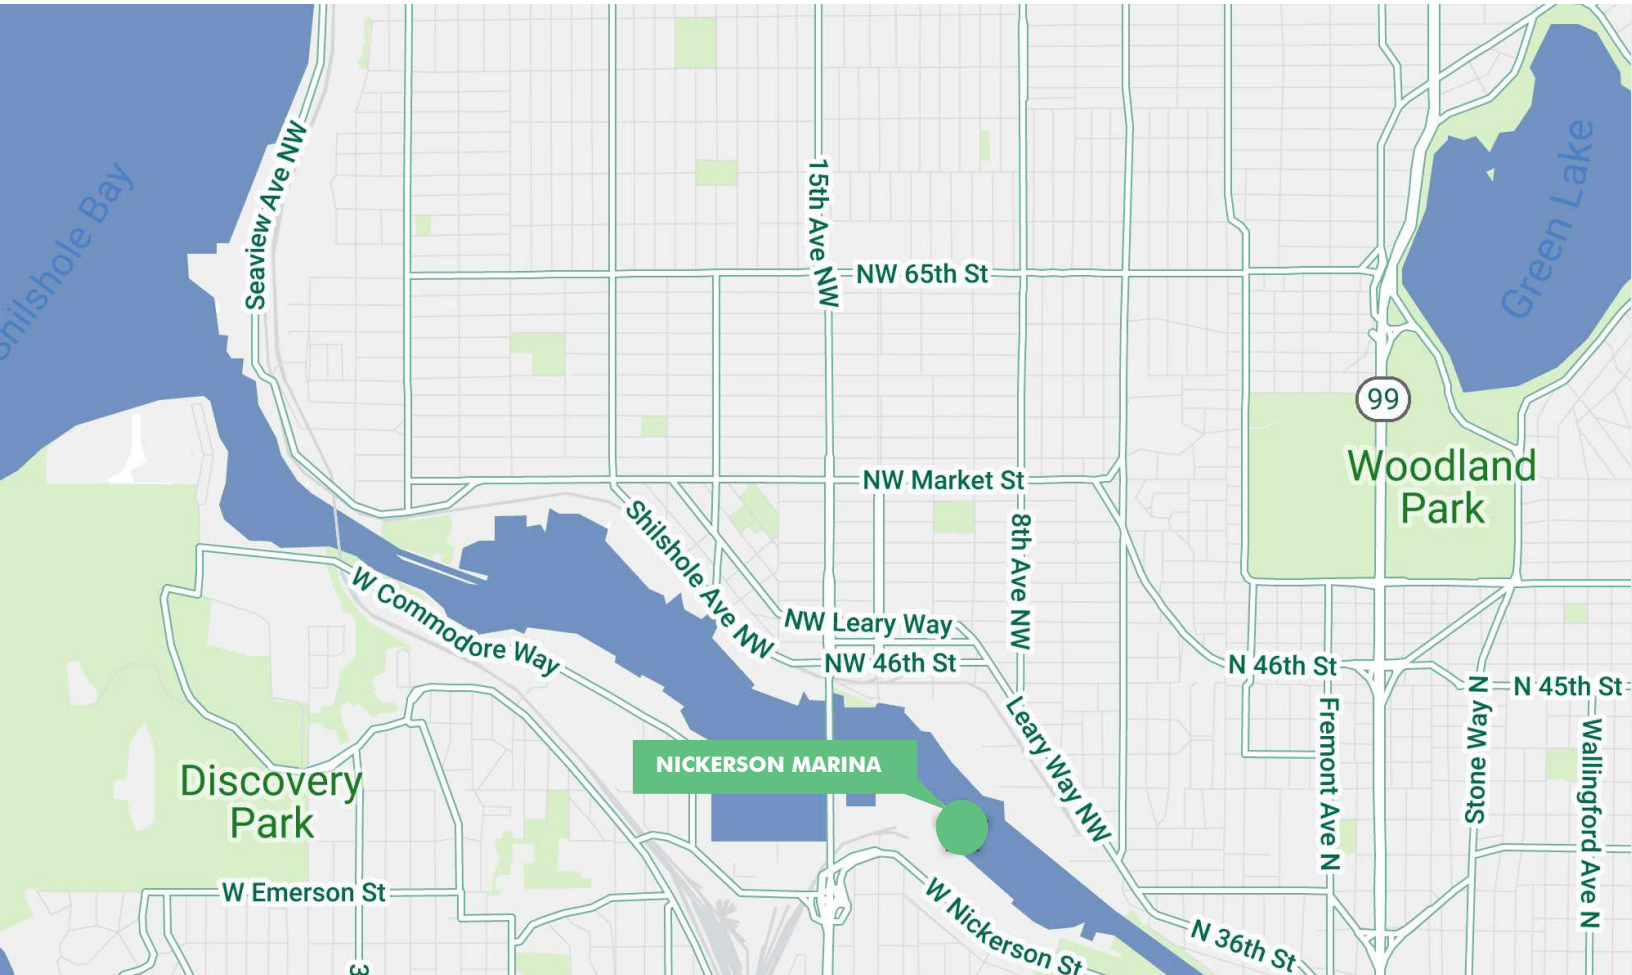 Shilshole Bay
Seaview Ave NW
15th Ave NW
NW 65th St
Green Lake
99
Woodland
Park
NW Market St
Shilshole Ave NW
8th Ave NW
W Commodore Way
NW Leary Way
NW 46th St
N 46th St
N 45th St
Leary Way NW
Fremont Ave N
Stone Way N
Wallingford Ave N
NICKERSON MARINA
Discovery
Park
W Emerson St
W Nickerson St
N 36th St
3